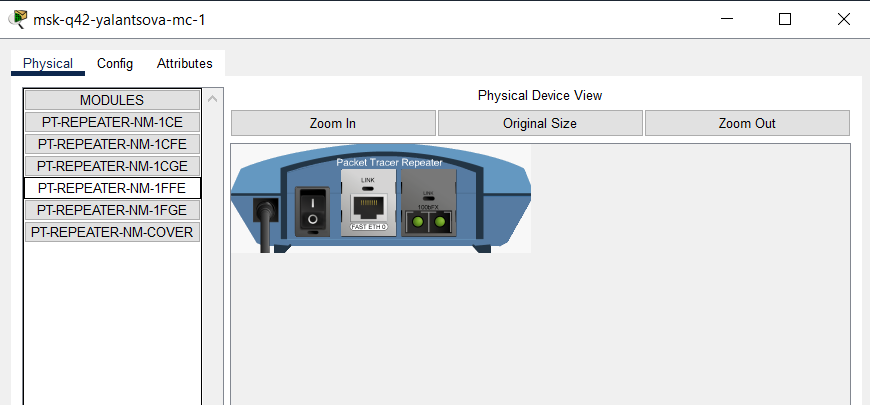 msk-q42-yalantsova-mc-1
Physical Config Attributes
MODULES
PT-REPEATER-NM-1CE
PT-REPEATER-NM-1CFE
PT-REPEATER-NM-1CGE
PT-REPEATER-NM-1FFE
PT-REPEATER-NM-1FGE
PT-REPEATER-NM-COVER
Physical Device View
Zoom In Original Size Zoom Out
Packet Tracer Repeater
LINK
FAST ETH 0
LINK
100bFX